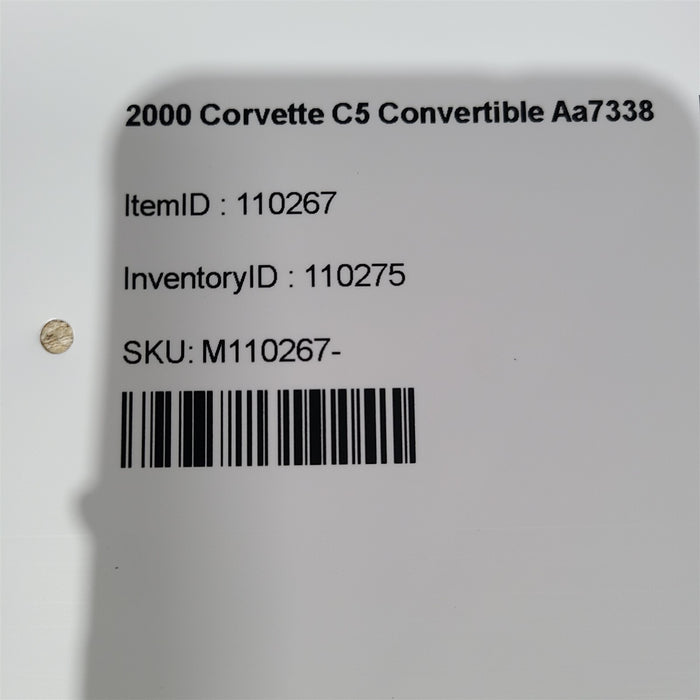 2000 Corvette C5 Convertible Aa7338
ItemID : 110267
InventoryID : 110275
SKU: M110267-